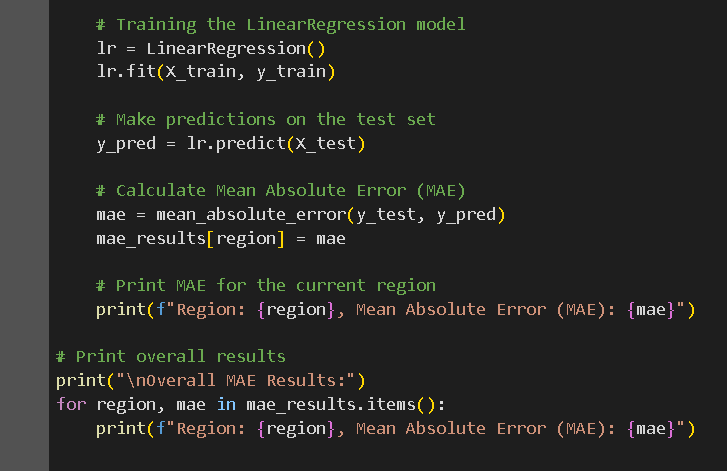 # Training the LinearRegression model
lr = LinearRegression()
lr.fit(X_train, y_train)
# Make predictions on the test set
y_pred = lr.predict(X_test)
# Calculate Mean Absolute Error (MAE)
mae = mean_absolute_error(y_test, y_pred)
mae_results[region] = mae
# Print MAE for the current region
print(f"Region: {region}, Mean Absolute Error (MAE): {mae}")
# Print overall results
print("\nOverall MAE Results:")
for region, mae in mae_results.items():
print(f"Region: {region}, Mean Absolute Error (MAE): {mae}")